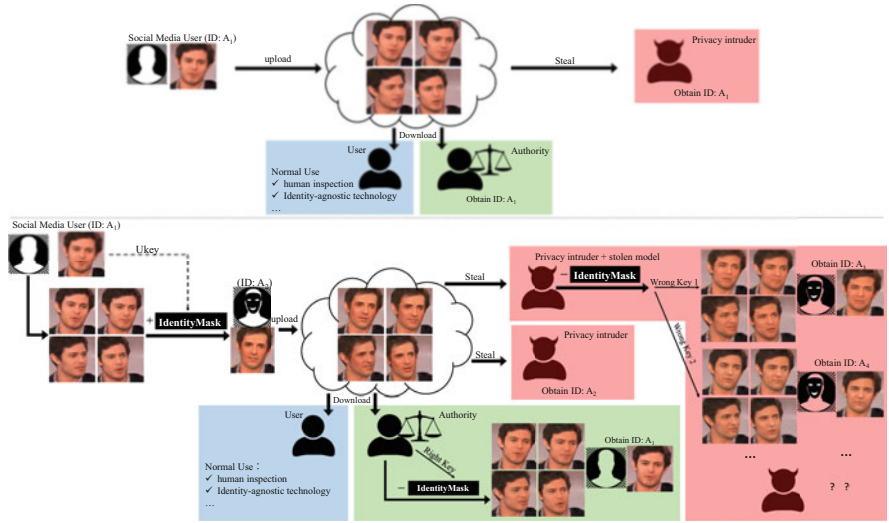 Social Media User (ID: A₁)
upload
Steal
Privacy intruder
Obtain ID: A₁
Download
User
Normal Use
✓ human inspection
✓ Identity-agnostic technology
…
Authority
Obtain ID: A₁
Social Media User (ID: A₁)
Ukey
+ IdentityMask
(ID: A₂)
upload
Steal
Privacy intruder + stolen model
− IdentityMask
Wrong Key 1
Wrong Key 2
Obtain ID: A₃
Obtain ID: A₄
… …
? ?
Steal
Privacy intruder
Obtain ID: A₂
Download
User
Normal Use：
✓ human inspection
✓ Identity-agnostic technology
…
Authority
Right Key
− IdentityMask
Obtain ID: A₁